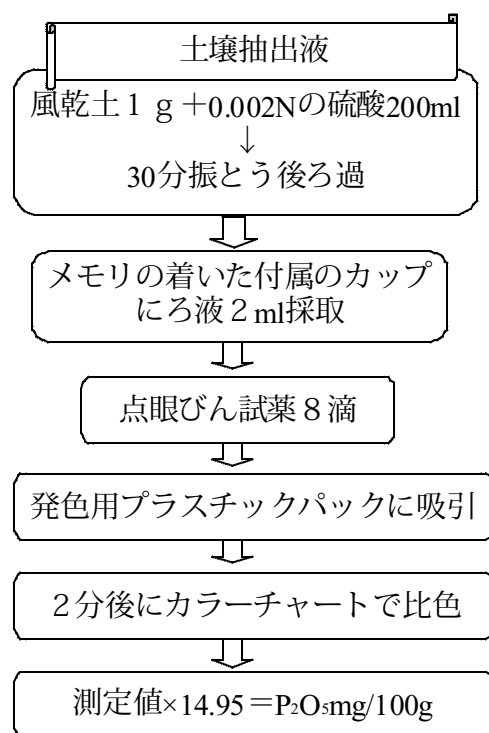 土壌抽出液
風乾土１ｇ＋0.002Nの硫酸200ml
↓
30分振とう後ろ過
メモリの着いた付属のカップ
にろ液２ml採取
点眼びん試薬８滴
発色用プラスチックパックに吸引
２分後にカラーチャートで比色
測定値×14.95＝P₂O₅mg/100g